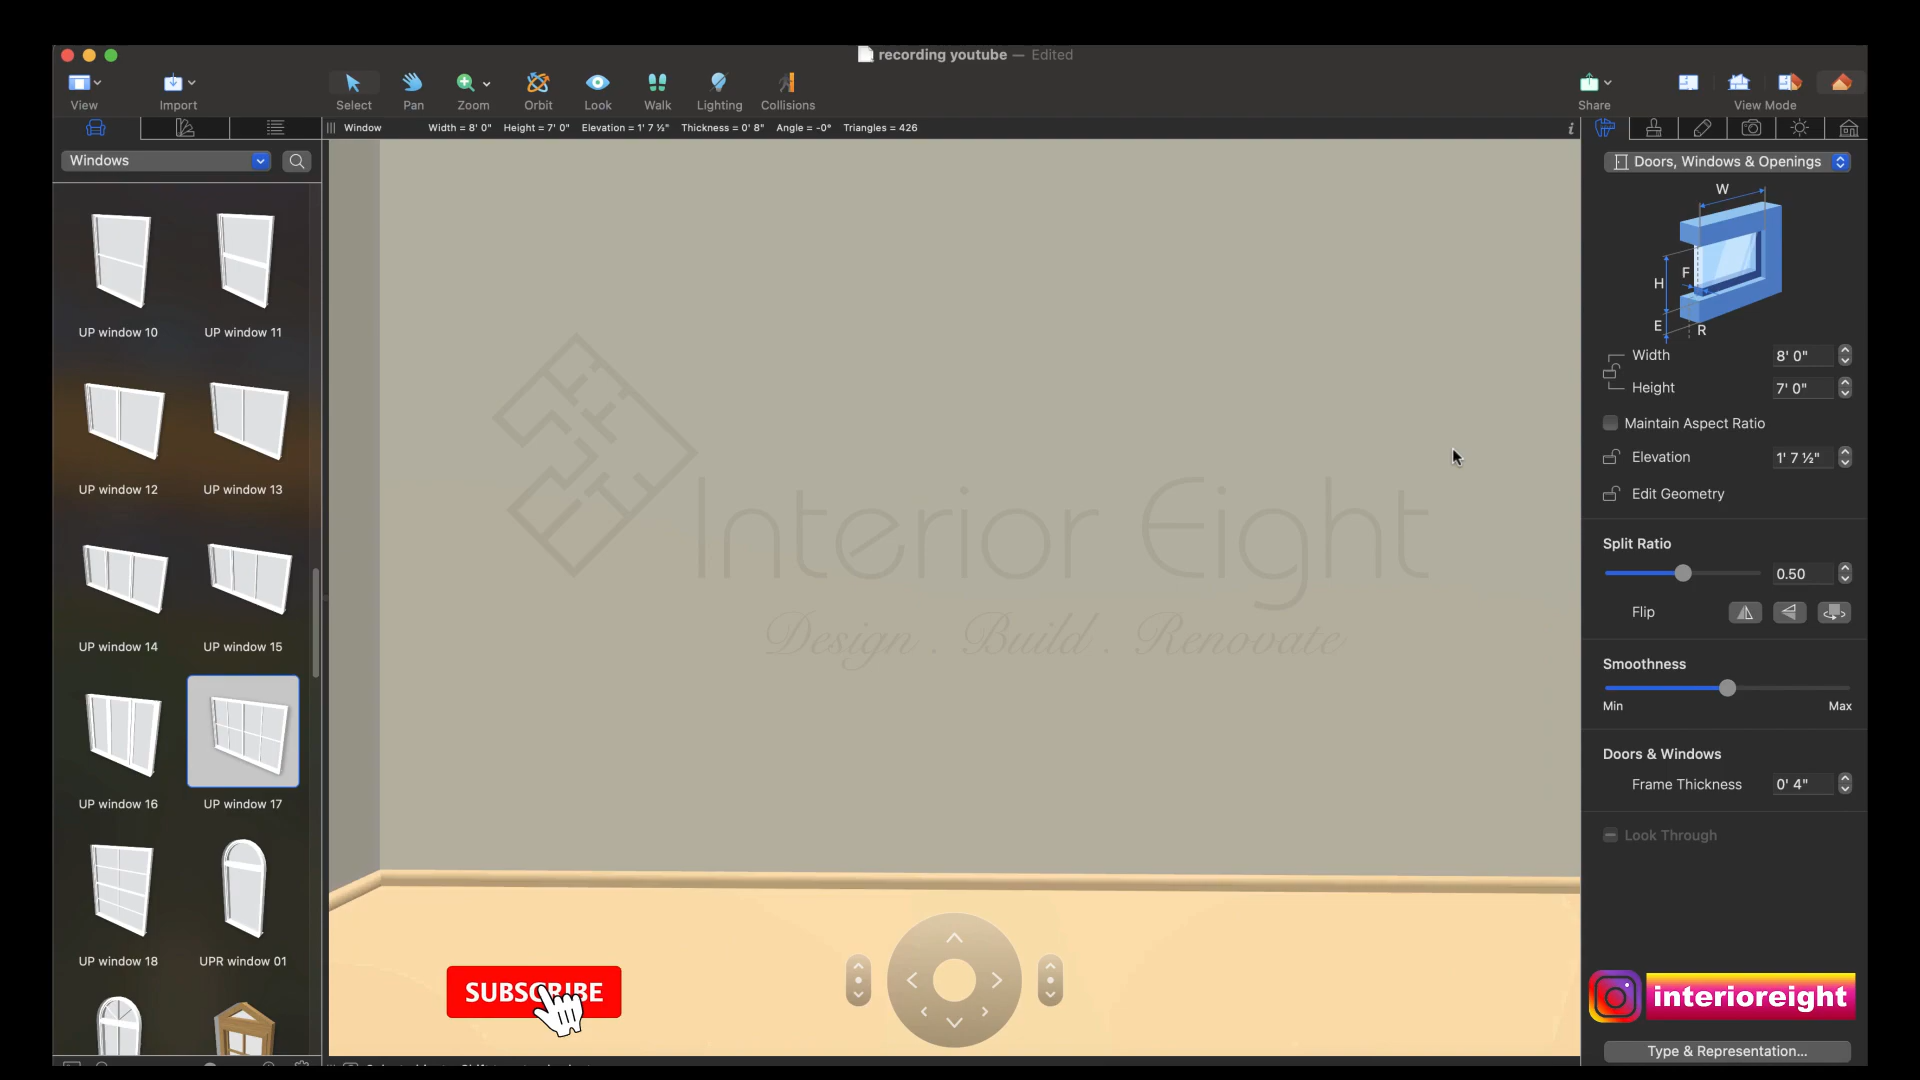 recording youtube — Edited
View
Import
Select
Pan
Zoom
Orbit
Look
Walk
Lighting
Collisions
Share
View Mode
Window Width = 8' 0" Height = 7' 0" Elevation = 1' 7 ½" Thickness = 0' 8" Angle = -0° Triangles = 426
i
Windows
UP window 10
UP window 11
UP window 12
UP window 13
UP window 14
UP window 15
UP window 16
UP window 17
UP window 18
UPR window 01
Interior Eight
Design . Build . Renovate
SUBSCRIBE
Doors, Windows & Openings
W
H
F
E
R
Width 8' 0"
Height 7' 0"
Maintain Aspect Ratio
Elevation 1' 7 ½"
Edit Geometry
Split Ratio
0.50
Flip
Smoothness
Min Max
Doors & Windows
Frame Thickness 0' 4"
Look Through
interioreight
Type & Representation...